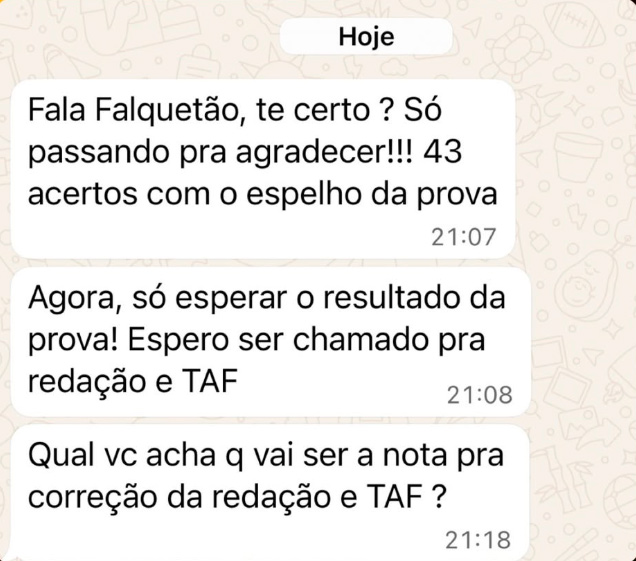 Hoje
Fala Falquetão, te certo ? Só
passando pra agradecer!!! 43
acertos com o espelho da prova
21:07
Agora, só esperar o resultado da
prova! Espero ser chamado pra
redação e TAF
21:08
Qual vc acha q vai ser a nota pra
correção da redação e TAF ?
21:18